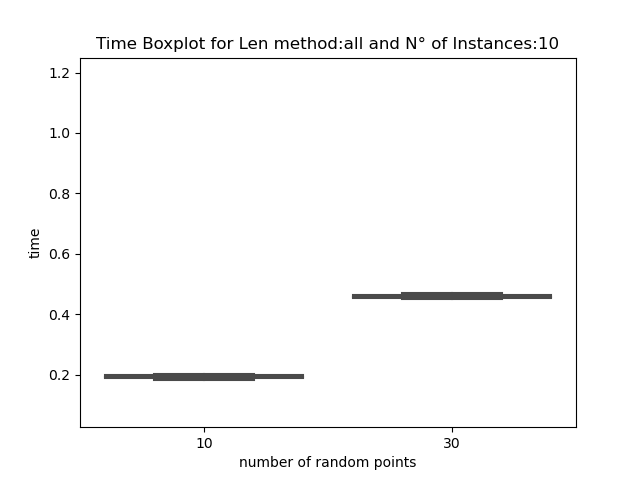 Time Boxplot for Len method:all and N° of Instances:10
1.2
1.0
0.8
0.6
0.4
0.2
time
10 30
number of random points